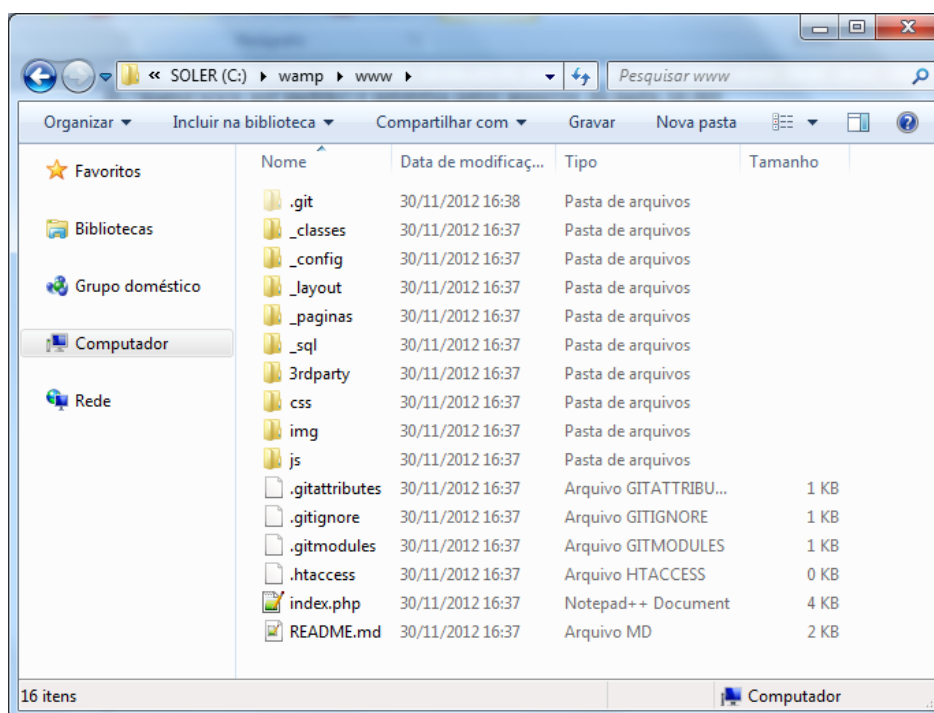 « SOLER (C:) ▸ wamp ▸ www ▸ Pesquisar www
Organizar Incluir na biblioteca Compartilhar com Gravar Nova pasta
Favoritos
Bibliotecas
Grupo doméstico
Computador
Rede
Nome Data de modificaç... Tipo Tamanho
.git 30/11/2012 16:38 Pasta de arquivos
_classes 30/11/2012 16:37 Pasta de arquivos
_config 30/11/2012 16:37 Pasta de arquivos
_layout 30/11/2012 16:37 Pasta de arquivos
_paginas 30/11/2012 16:37 Pasta de arquivos
_sql 30/11/2012 16:37 Pasta de arquivos
3rdparty 30/11/2012 16:37 Pasta de arquivos
css 30/11/2012 16:37 Pasta de arquivos
img 30/11/2012 16:37 Pasta de arquivos
js 30/11/2012 16:37 Pasta de arquivos
.gitattributes 30/11/2012 16:37 Arquivo GITATTRIBU... 1 KB
.gitignore 30/11/2012 16:37 Arquivo GITIGNORE 1 KB
.gitmodules 30/11/2012 16:37 Arquivo GITMODULES 1 KB
.htaccess 30/11/2012 16:37 Arquivo HTACCESS 0 KB
index.php 30/11/2012 16:37 Notepad++ Document 4 KB
README.md 30/11/2012 16:37 Arquivo MD 2 KB
16 itens Computador